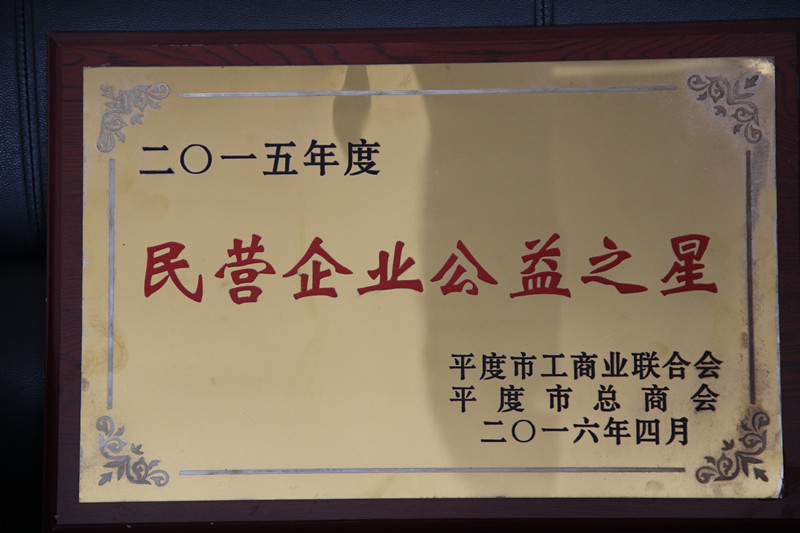 二〇一五年度
民营企业公益之星
平度市工商业联合会
平度市总商会
二〇一六年四月